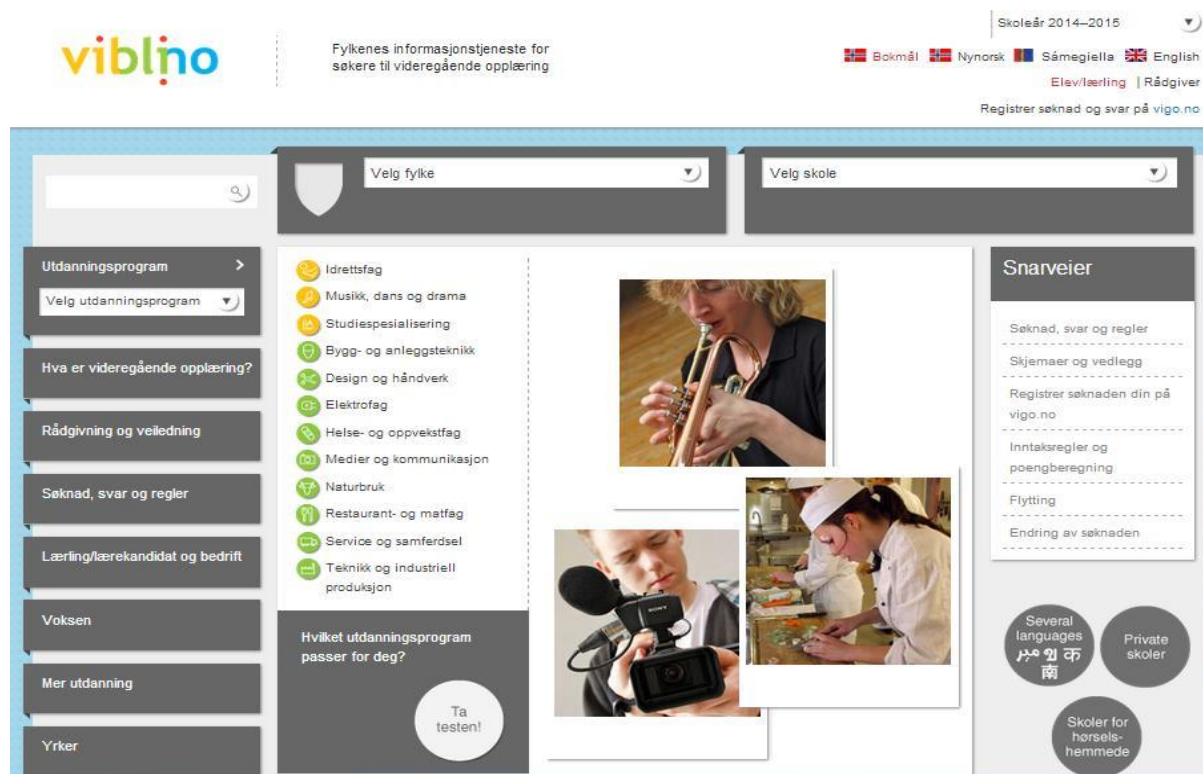 viblino
Fylkenes informasjonstjeneste for
søkere til videregående opplæring
Skoleår 2014–2015
Bokmål Nynorsk Sámegiella English
Elev/lærling | Rådgiver
Registrer søknad og svar på vigo.no
Velg fylke
Velg skole
Utdanningsprogram
Velg utdanningsprogram
Hva er videregående opplæring?
Rådgivning og veiledning
Søknad, svar og regler
Lærling/lærekandidat og bedrift
Voksen
Mer utdanning
Yrker
Idrettsfag
Musikk, dans og drama
Studiespesialisering
Bygg- og anleggsteknikk
Design og håndverk
Elektrofag
Helse- og oppvekstfag
Medier og kommunikasjon
Naturbruk
Restaurant- og matfag
Service og samferdsel
Teknikk og industriell
produksjon
Hvilket utdanningsprogram
passer for deg?
Ta
testen!
SONY
Snarveier
Søknad, svar og regler
Skjemaer og vedlegg
Registrer søknaden din på
vigo.no
Inntaksregler og
poengberegning
Flytting
Endring av søknaden
Several
languages
南
Private
skoler
Skoler for
hørsels-
hemmede